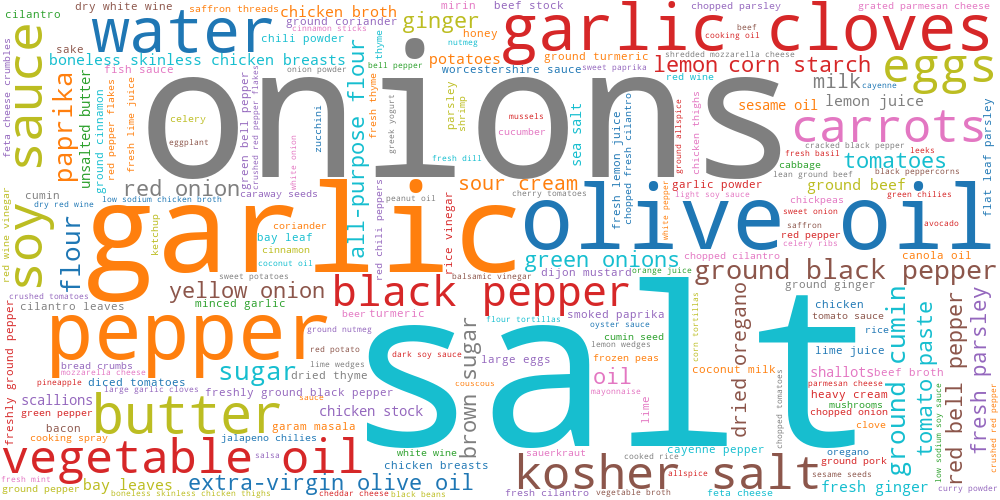 cilantro
dry white wine
saffron threads
chicken broth
ground coriander
cinnamon sticks
mirin
beef stock
chopped parsley
grated parmesan cheese
feta cheese crumbles
soy sauce
water
chili powder
boneless skinless chicken breasts
fish sauce
onion powder
thyme
nutmeg
bell pepper
ginger
honey
potatoes
worcestershire sauce
garlic cloves
ground turmeric
sweet paprika
beef
cooking oil
shredded mozzarella cheese
lemon
corn starch
red wine
milk
cayenne
eggs
paprika
unsalted butter
ground cinnamon
red pepper flakes
fresh lime juice
onions
celery
eggplant
green bell pepper
crushed red pepper flakes
white onion
zucchini
all-purpose flour
fresh thyme
greek yogurt
parsley
shrimp
mussels
cucumber
fresh dill
sea salt
fresh lime juice
chopped fresh cilantro
white pepper
ground allspice
chicken thighs
sesame oil
lemon juice
carrots
cracked black pepper
fresh basil
leeks
cabbage
tomatoes
lean ground beef
black peppercorns
flat leaf parsley
red wine vinegar
cumin
dry red wine
flour
red onion
low sodium chicken broth
caraway seeds
garlic
ketchup
coriander
bay leaf
cinnamon
coconut oil
red chili peppers
peanut oil
rice vinegar
sour cream
cherry tomatoes
garlic powder
light soy sauce
ground beef
green chilies
chickpeas
sweet onion
saffron
red pepper
celery ribs
avocado
olive oil
green onions
chopped cilantro
canola oil
crushed tomatoes
cilantro leaves
sweet potatoes
yellow onion
minced garlic
black pepper
balsamic vinegar
dijon mustard
orange juice
ground black pepper
ground ginger
beer
turmeric
flour tortillas
smoked paprika
oyster sauce
cumin seed
lemon wedges
corn tortillas
chicken
tomato sauce
rice
lime juice
freshly ground pepper
pepper
ground nutmeg
red potato
lime wedges
dark soy sauce
salt
large eggs
frozen peas
bread crumbs
mozzarella cheese
pineapple
diced tomatoes
large garlic cloves
sugar
dried thyme
freshly ground black pepper
sauce
brown sugar
couscous
oil
mayonnaise
lime
coconut milk
dried oregano
chopped tomatoes
shallots
beef broth
parmesan cheese
heavy cream
mushrooms
chopped onion
clove
ground cumin
tomato paste
low sodium soy sauce
red bell pepper
fresh parsley
crushed red pepper
scallions
green pepper
bacon
cooking spray
butter
chicken stock
garam masala
jalapeno chilies
salsa
white wine
chicken breasts
sauerkraut
cooked rice
cayenne pepper
allspice
oregano
ground pork
sesame seeds
vegetable oil
fresh mint
ground pepper
bay leaves
extra-virgin olive oil
boneless skinless chicken thighs
cheddar cheese
black beans
kosher salt
fresh cilantro
vegetable broth
feta cheese
fresh ginger
curry powder